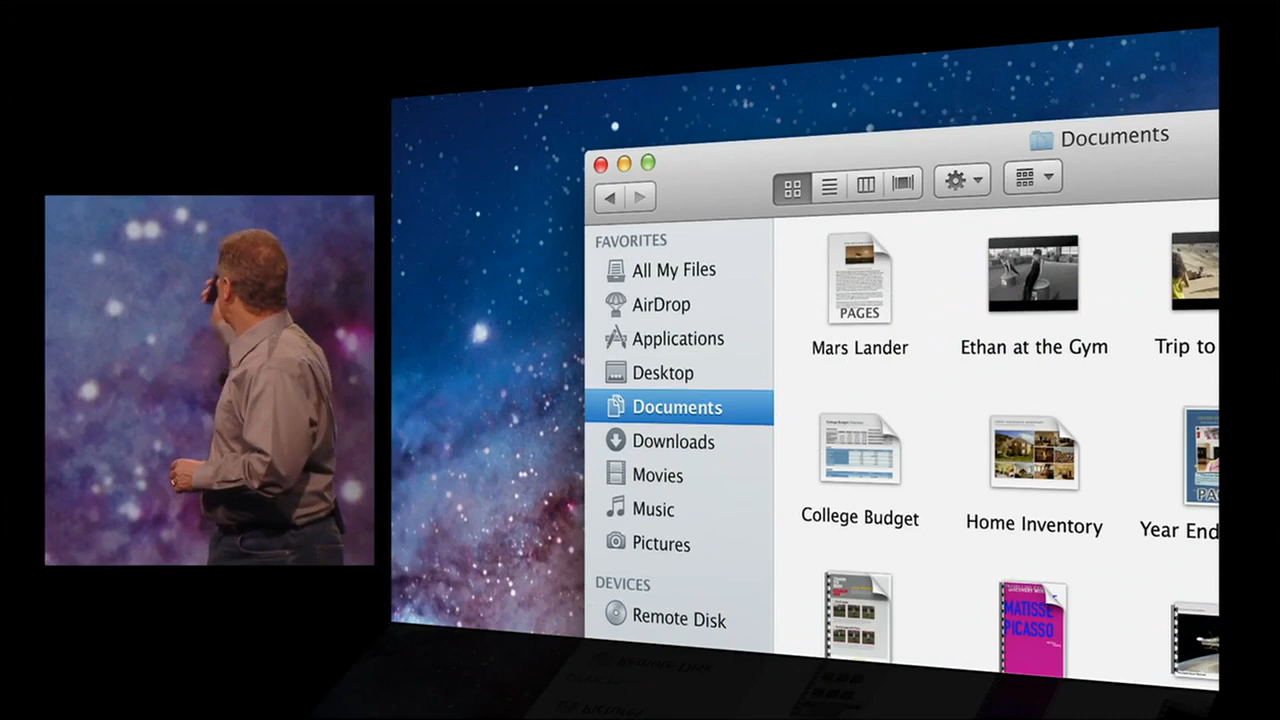 Documents
FAVORITES
All My Files
AirDrop
Applications
Desktop
Documents
Downloads
Movies
Music
Pictures
DEVICES
Remote Disk
PAGES
Mars Lander
Ethan at the Gym
Trip to
College Budget
Home Inventory
Year End
MATISSE
PICASSO